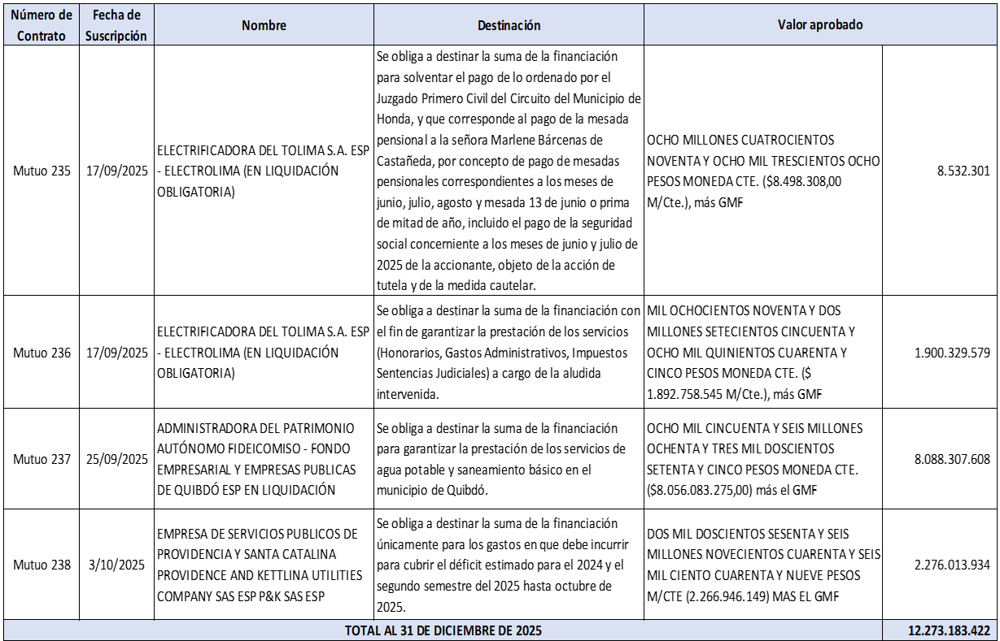 Número de
Contrato
Fecha de
Suscripción
Nombre
Destinación
Valor aprobado
Mutuo 235
17/09/2025
ELECTRIFICADORA DEL TOLIMA S.A. ESP
- ELECTROLIMA (EN LIQUIDACIÓN
OBLIGATORIA)
Se obliga a destinar la suma de la financiación
para solventar el pago de lo ordenado por el
Juzgado Primero Civil del Circuito del Municipio de
Honda, y que corresponde al pago de la mesada
pensional a la señora Marlene Bárcenas de
Castañeda, por concepto de pago de mesadas
pensionales correspondientes a los meses de
junio, julio, agosto y mesada 13 de junio o prima
de mitad de año, incluido el pago de la seguridad
social concerniente a los meses de junio y julio de
2025 de la accionante, objeto de la acción de
tutela y de la medida cautelar.
OCHO MILLONES CUATROCIENTOS
NOVENTA Y OCHO MIL TRESCIENTOS OCHO
PESOS MONEDA CTE. ($8.498.308,00
M/Cte.), más GMF
8.532.301
Mutuo 236
17/09/2025
ELECTRIFICADORA DEL TOLIMA S.A. ESP
- ELECTROLIMA (EN LIQUIDACIÓN
OBLIGATORIA)
Se obliga a destinar la suma de la financiación con
el fin de garantizar la prestación de los servicios
(Honorarios, Gastos Administrativos, Impuestos
Sentencias Judiciales) a cargo de la aludida
intervenida.
MIL OCHOCIENTOS NOVENTA Y DOS
MILLONES SETECIENTOS CINCUENTA Y
OCHO MIL QUINIENTOS CUARENTA Y
CINCO PESOS MONEDA CTE. ($
1.892.758.545 M/Cte.), más GMF
1.900.329.579
Mutuo 237
25/09/2025
ADMINISTRADORA DEL PATRIMONIO
AUTÓNOMO FIDEICOMISO - FONDO
EMPRESARIAL Y EMPRESAS PUBLICAS
DE QUIBDÓ ESP EN LIQUIDACIÓN
Se obliga a destinar la suma de la financiación
para garantizar la prestación de los servicios de
agua potable y saneamiento básico en el
municipio de Quibdó.
OCHO MIL CINCUENTA Y SEIS MILLONES
OCHENTA Y TRES MIL DOSCIENTOS
SETENTA Y CINCO PESOS MONEDA CTE.
($8.056.083.275,00) más el GMF
8.088.307.608
Mutuo 238
3/10/2025
EMPRESA DE SERVICIOS PUBLICOS DE
PROVIDENCIA Y SANTA CATALINA
PROVIDENCE AND KETTLINA UTILITIES
COMPANY SAS ESP P&K SAS ESP
Se obliga a destinar la suma de la financiación
únicamente para los gastos en que debe incurrir
para cubrir el déficit estimado para el 2024 y el
segundo semestre del 2025 hasta octubre de
2025.
DOS MIL DOSCIENTOS SESENTA Y SEIS
MILLONES NOVECIENTOS CUARENTA Y SEIS
MIL CIENTO CUARENTA Y NUEVE PESOS
M/CTE (2.266.946.149) MAS EL GMF
2.276.013.934
TOTAL AL 31 DE DICIEMBRE DE 2025
12.273.183.422